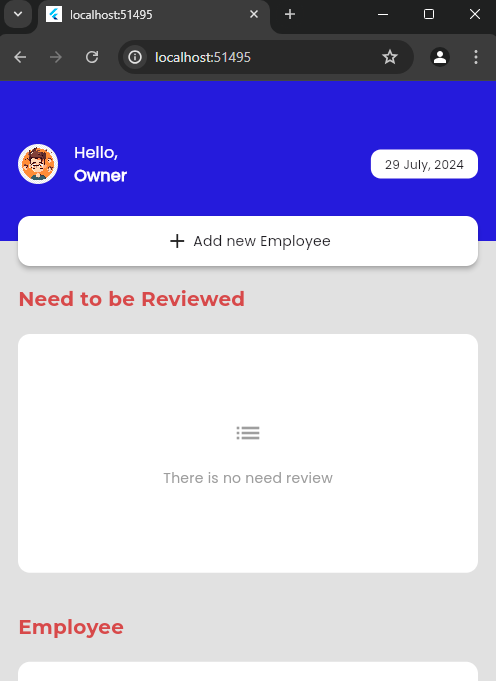 localhost:51495
localhost:51495
Hello,
Owner
29 July, 2024
Add new Employee
Need to be Reviewed
There is no need review
Employee